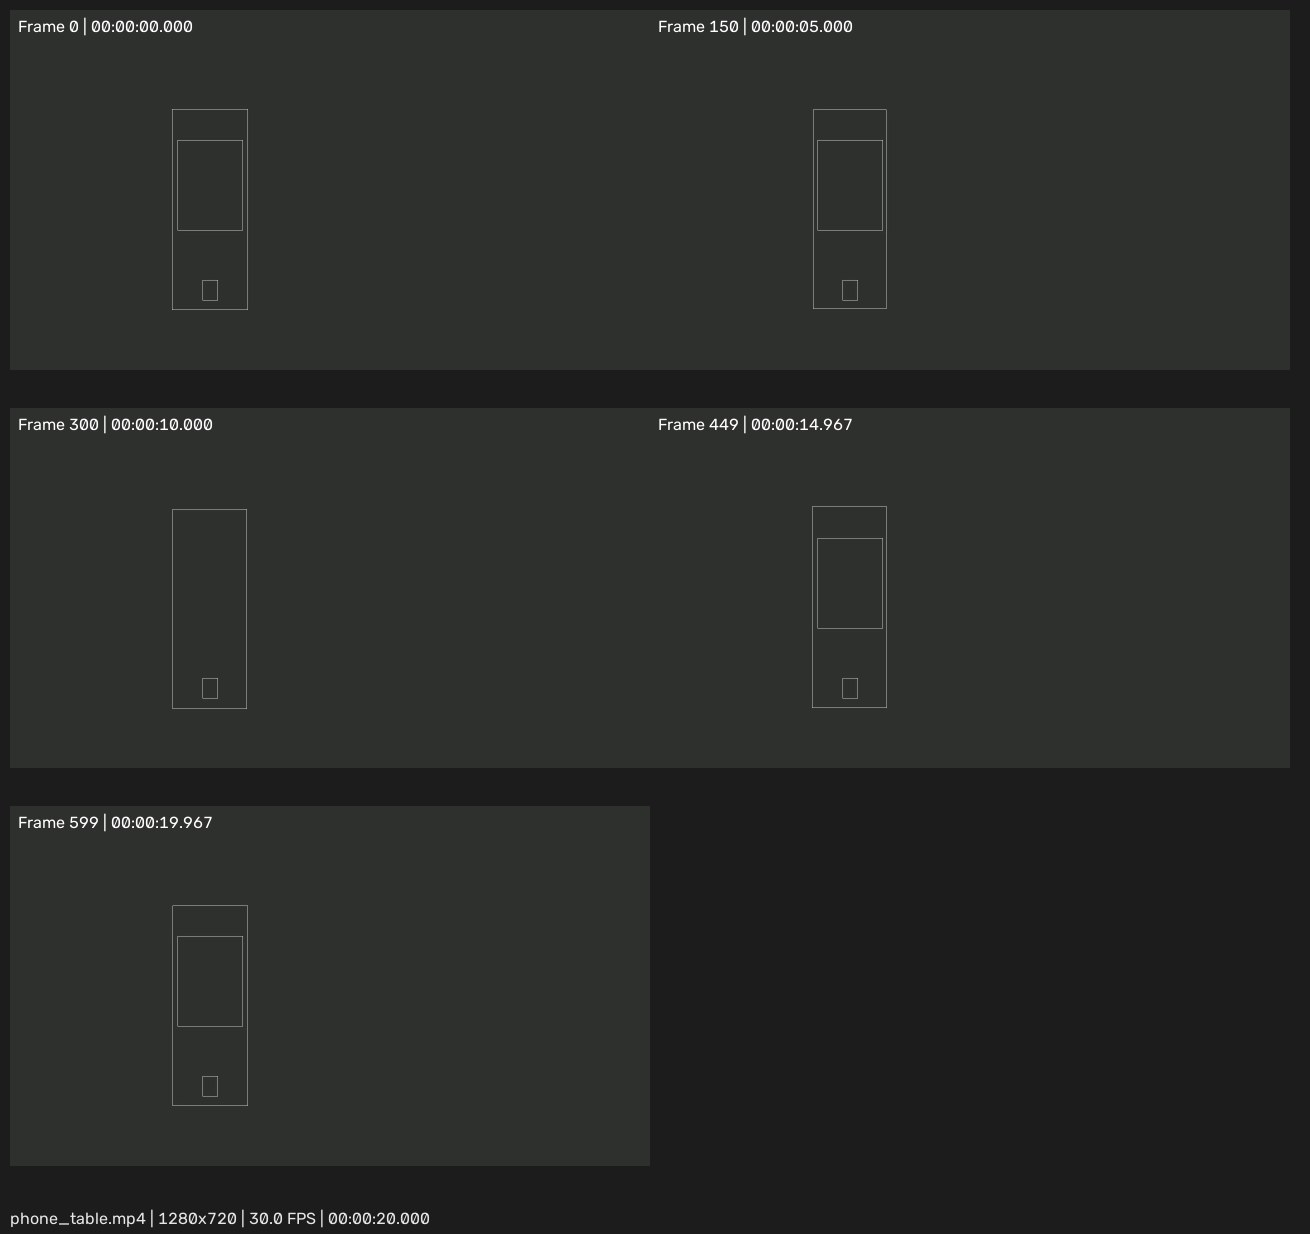 Frame 0 | 00:00:00.000
Frame 150 | 00:00:05.000
Frame 300 | 00:00:10.000
Frame 449 | 00:00:14.967
Frame 599 | 00:00:19.967
phone_table.mp4 | 1280x720 | 30.0 FPS | 00:00:20.000